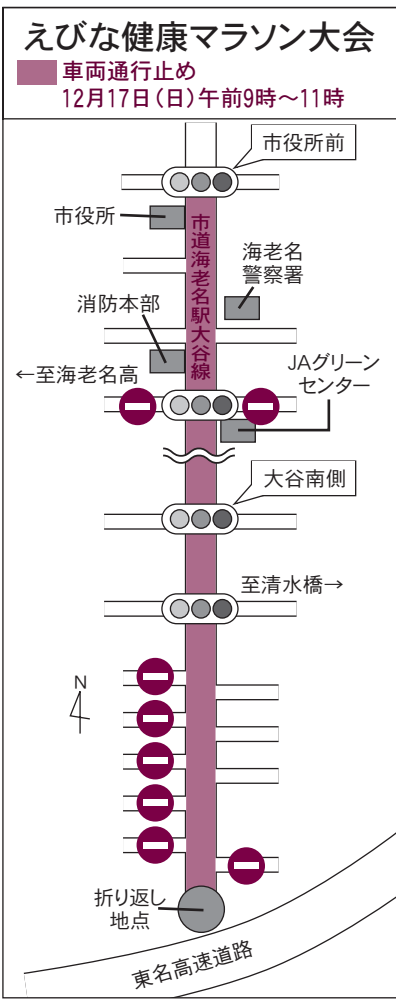 えびな健康マラソン大会
車両通行止め
12月17日(日)午前9時～11時
市役所前
市役所
市道海老名駅大谷線
海老名
警察署
消防本部
←至海老名高
JAグリーン
センター
大谷南側
至清水橋→
N
折り返し
地点
東名高速道路